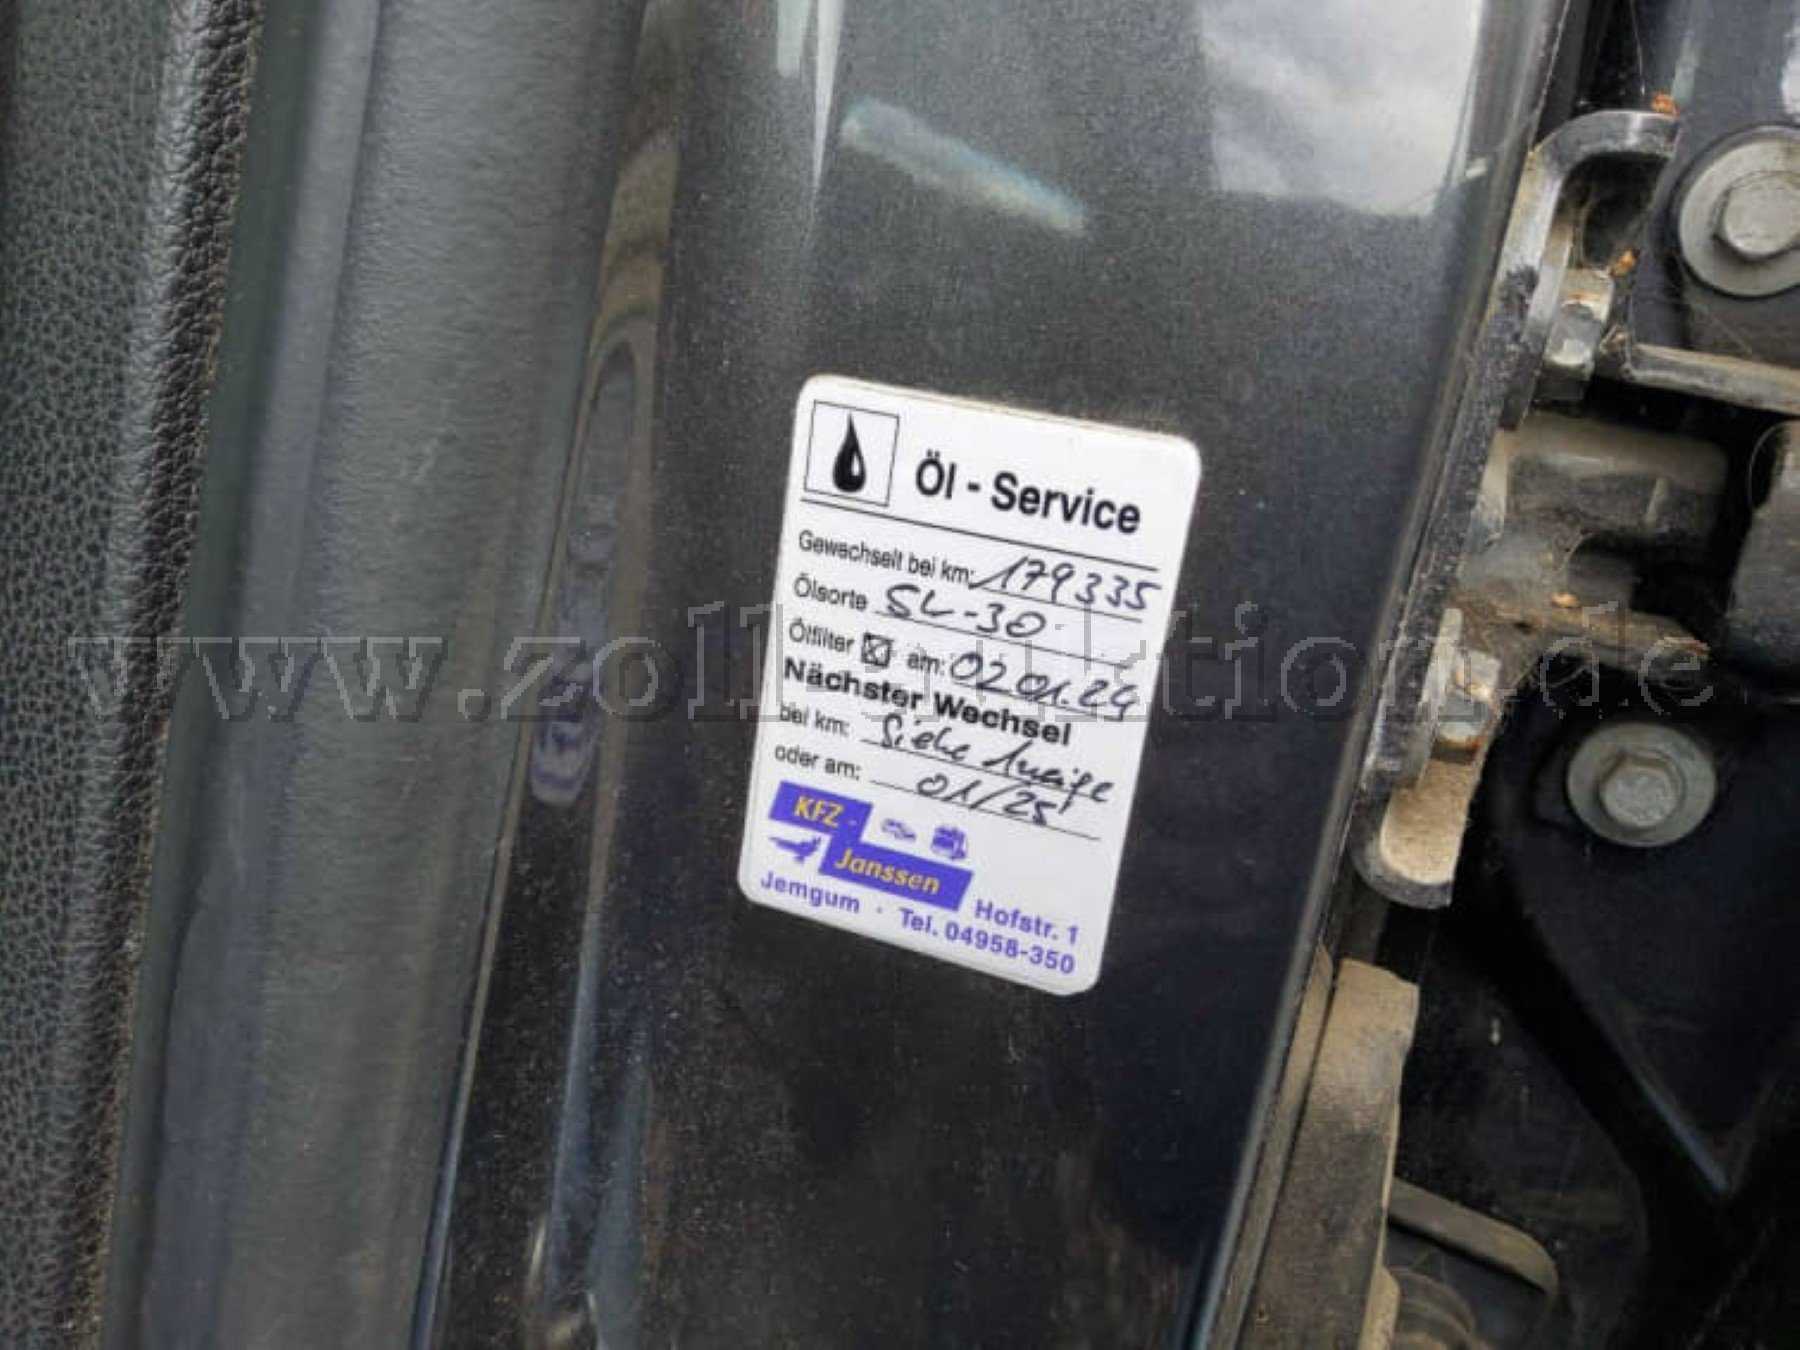 Öl - Service
Gewechselt bei km: 179335
Ölsorte SL-30
Ölfilter ☒ am: 02.01.24
Nächster Wechsel
bei km: Siehe Anzeige
oder am: 01/25
KFZ -
Janssen
Hofstr. 1
Jemgum · Tel. 04958-350
www.zoll-auktion.de